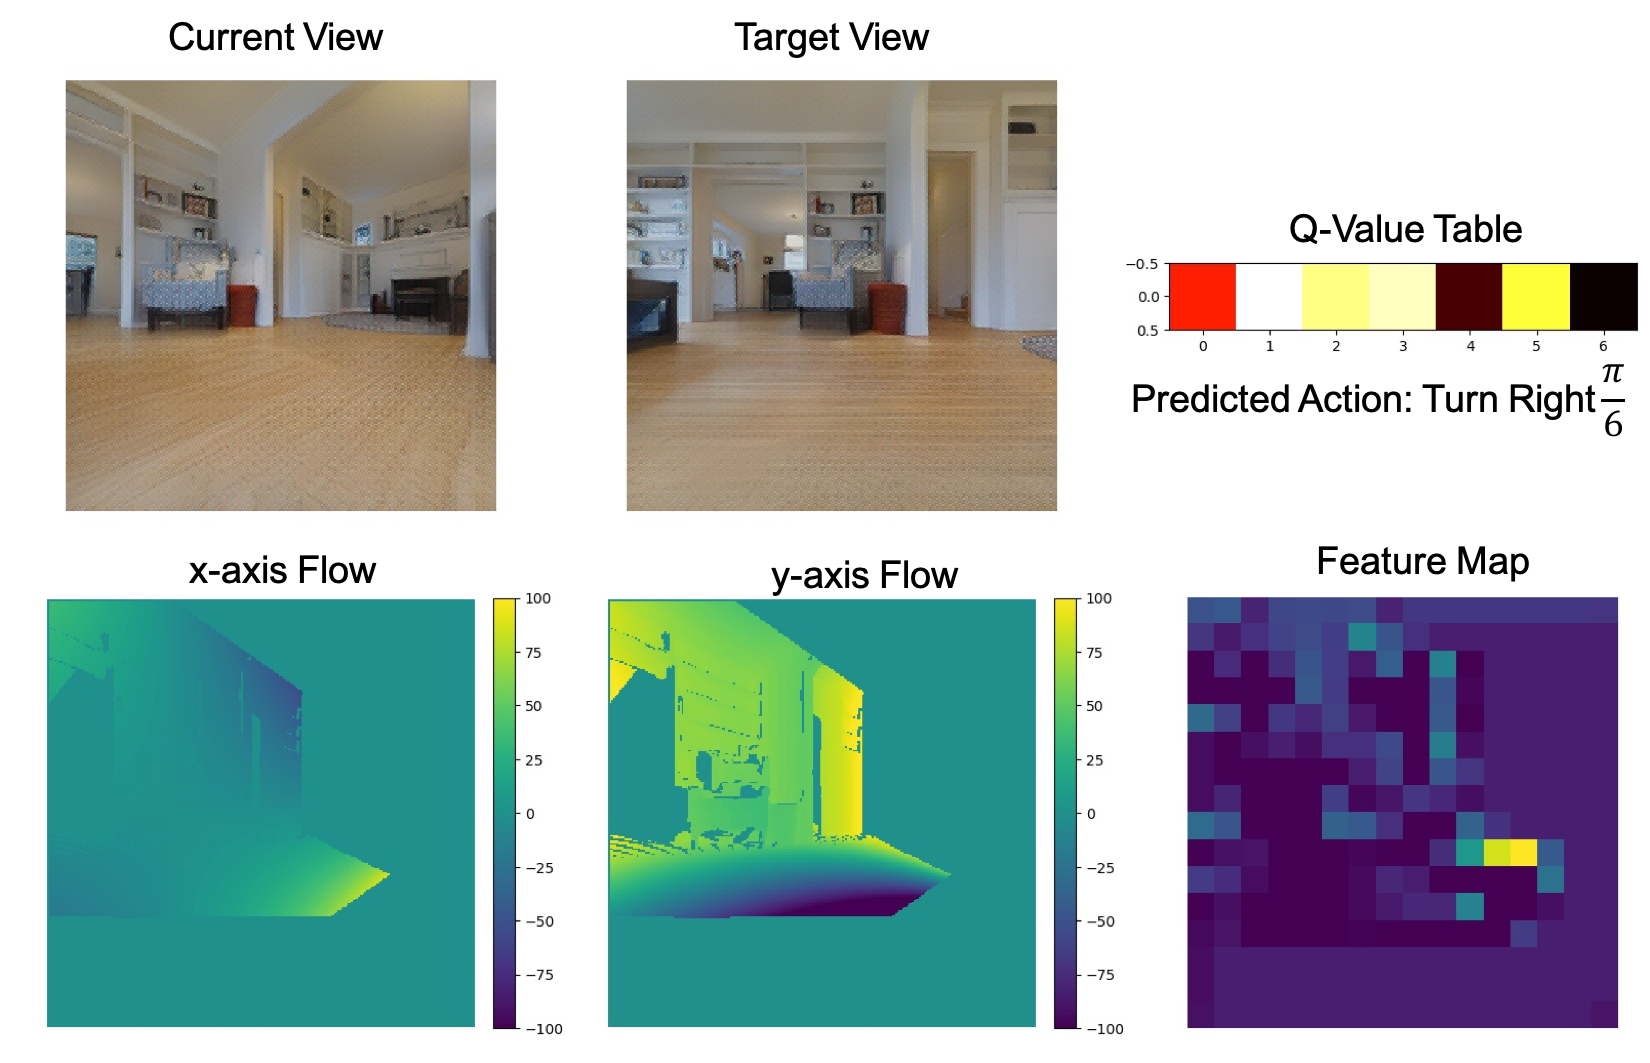 Current View
Target View
Q-Value Table
−0.5
0.0
0.5
0 1 2 3 4 5 6
Predicted Action: Turn Right π/6
x-axis Flow
100
75
50
25
0
−25
−50
−75
−100
y-axis Flow
100
75
50
25
0
−25
−50
−75
−100
Feature Map